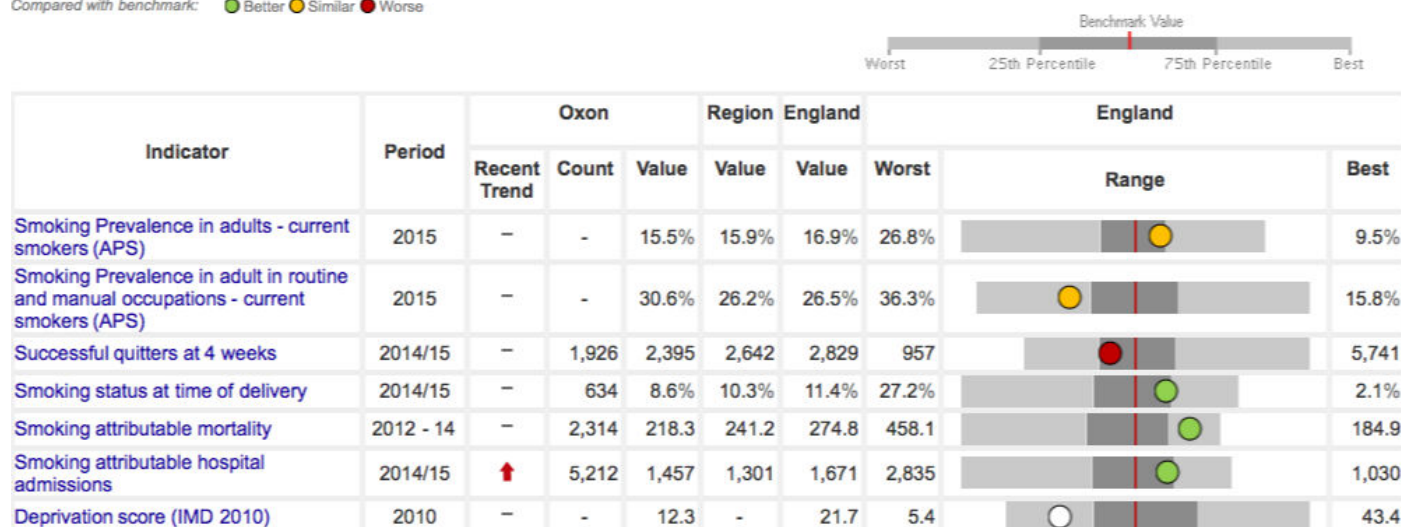 Compared with benchmark: Better Similar Worse
Benchmark Value
Worst 25th Percentile 75th Percentile Best
Indicator Period Oxon Region England England
Recent Trend Count Value Value Value Worst Range Best
Smoking Prevalence in adults - current smokers (APS) 2015 – - 15.5% 15.9% 16.9% 26.8% 9.5%
Smoking Prevalence in adult in routine and manual occupations - current smokers (APS) 2015 – - 30.6% 26.2% 26.5% 36.3% 15.8%
Successful quitters at 4 weeks 2014/15 – 1,926 2,395 2,642 2,829 957 5,741
Smoking status at time of delivery 2014/15 – 634 8.6% 10.3% 11.4% 27.2% 2.1%
Smoking attributable mortality 2012 - 14 – 2,314 218.3 241.2 274.8 458.1 184.9
Smoking attributable hospital admissions 2014/15 5,212 1,457 1,301 1,671 2,835 1,030
Deprivation score (IMD 2010) 2010 – - 12.3 - 21.7 5.4 43.4